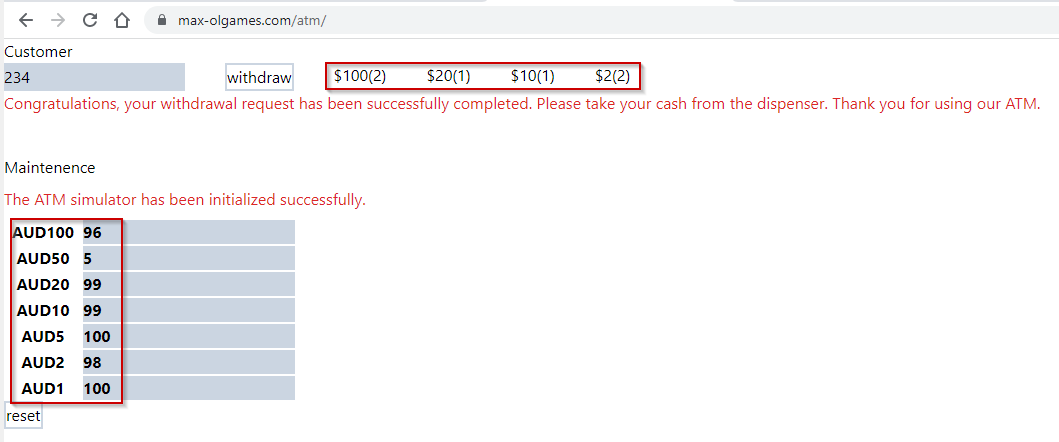 max-olgames.com/atm/
Customer
234 withdraw $100(2) $20(1) $10(1) $2(2)
Congratulations, your withdrawal request has been successfully completed. Please take your cash from the dispenser. Thank you for using our ATM.
Maintenence
The ATM simulator has been initialized successfully.
AUD100 96
AUD50 5
AUD20 99
AUD10 99
AUD5 100
AUD2 98
AUD1 100
reset